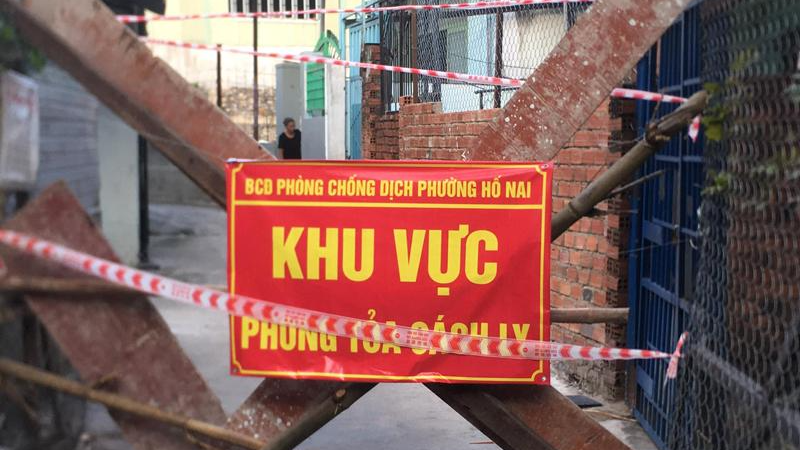 BCĐ PHÒNG CHỐNG DỊCH PHƯỜNG HỐ NAI
KHU VỰC
PHONG TỎA CÁCH LY